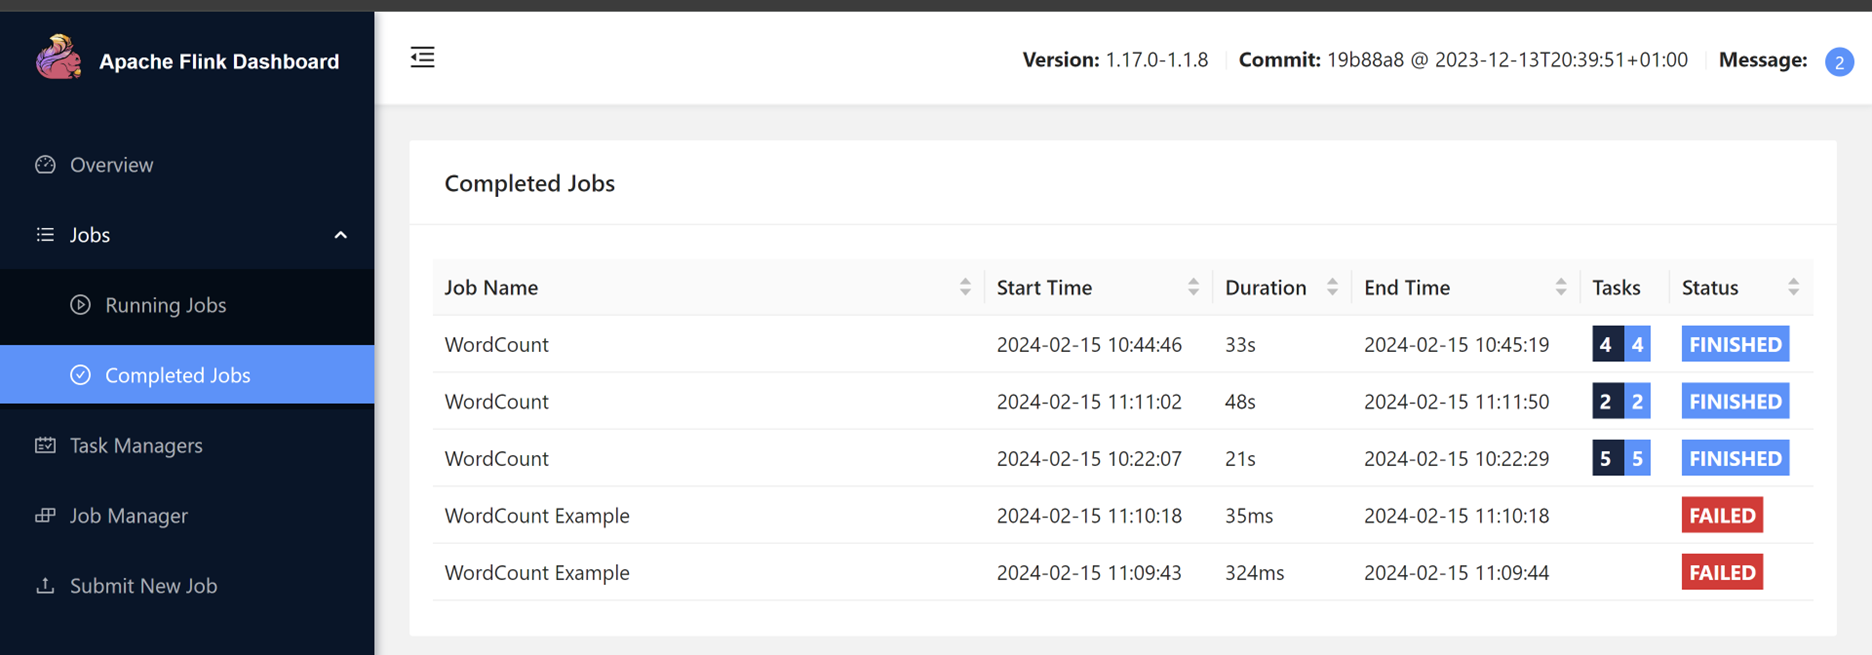 Apache Flink Dashboard
Version: 1.17.0-1.1.8 Commit: 19b88a8 @ 2023-12-13T20:39:51+01:00 Message: 2
Overview
Jobs
Running Jobs
Completed Jobs
Task Managers
Job Manager
Submit New Job
Completed Jobs
Job Name Start Time Duration End Time Tasks Status
WordCount 2024-02-15 10:44:46 33s 2024-02-15 10:45:19 4 4 FINISHED
WordCount 2024-02-15 11:11:02 48s 2024-02-15 11:11:50 2 2 FINISHED
WordCount 2024-02-15 10:22:07 21s 2024-02-15 10:22:29 5 5 FINISHED
WordCount Example 2024-02-15 11:10:18 35ms 2024-02-15 11:10:18 FAILED
WordCount Example 2024-02-15 11:09:43 324ms 2024-02-15 11:09:44 FAILED